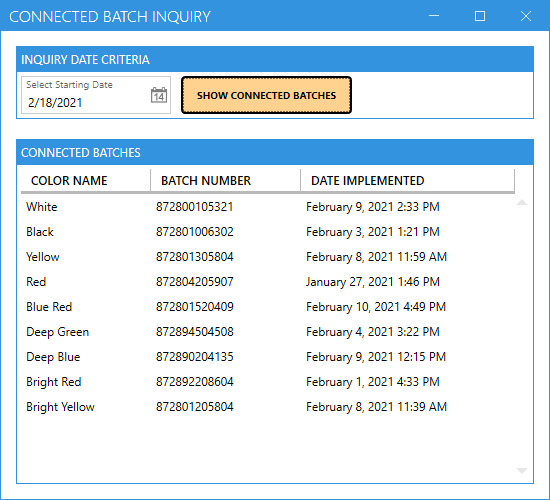 CONNECTED BATCH INQUIRY
INQUIRY DATE CRITERIA
Select Starting Date
2/18/2021
14
SHOW CONNECTED BATCHES
CONNECTED BATCHES
COLOR NAME BATCH NUMBER DATE IMPLEMENTED
White 872800105321 February 9, 2021 2:33 PM
Black 872801006302 February 3, 2021 1:21 PM
Yellow 872801305804 February 8, 2021 11:59 AM
Red 872804205907 January 27, 2021 1:46 PM
Blue Red 872801520409 February 10, 2021 4:49 PM
Deep Green 872894504508 February 4, 2021 3:22 PM
Deep Blue 872890204135 February 9, 2021 12:15 PM
Bright Red 872892208604 February 1, 2021 4:33 PM
Bright Yellow 872801205804 February 8, 2021 11:39 AM